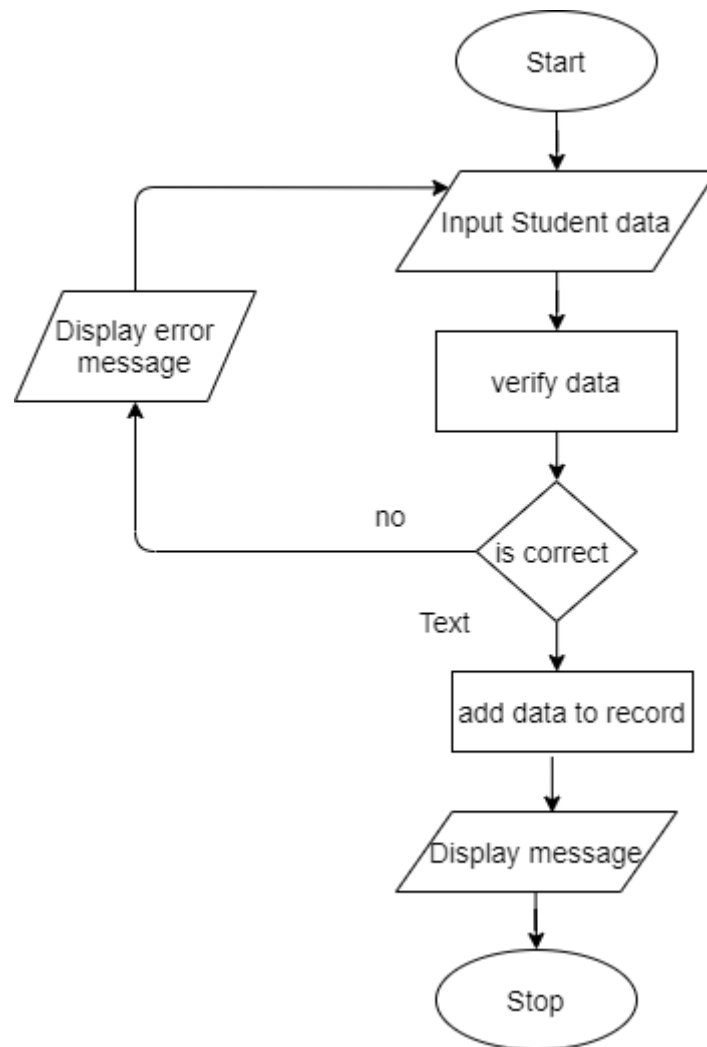 Start
Input Student data
Display error
message
verify data
no
is correct
Text
add data to record
Display message
Stop